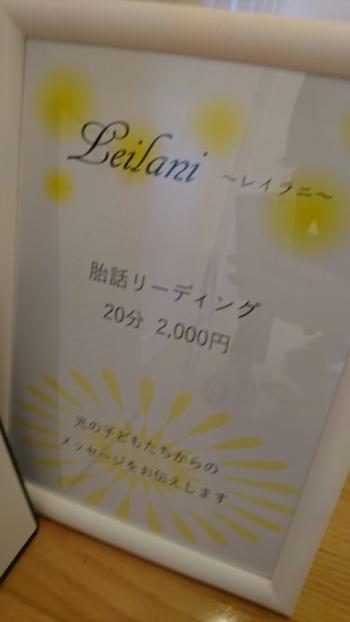 Leilani ～レイラニ～
胎話リーディング
20分 2,000円
光の子どもたちからの
メッセージをお伝えします